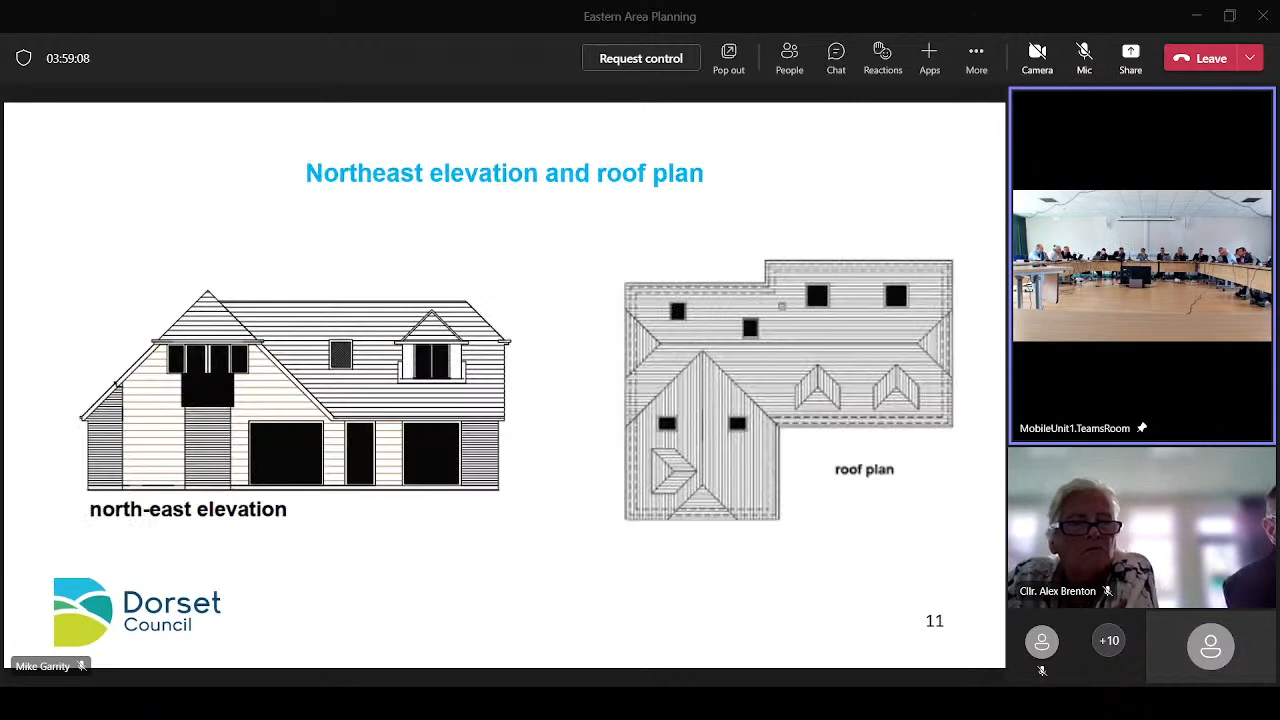 Eastern Area Planning
03:59:08
Request control
Pop out
People
Chat
Reactions
Apps
More
Camera
Mic
Share
Leave
Northeast elevation and roof plan
north-east elevation
roof plan
Dorset
Council
11
Mike Garrity
MobileUnit1.TeamsRoom
Cllr. Alex Brenton
+10